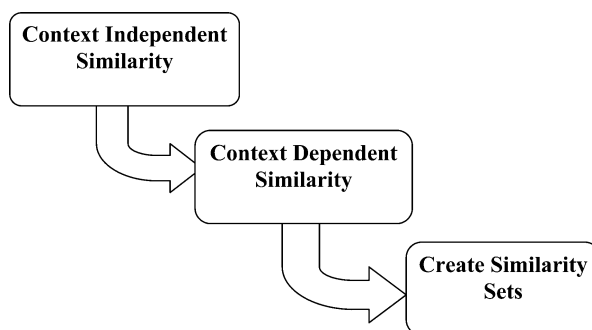 Context Independent
Similarity
Context Dependent
Similarity
Create Similarity
Sets